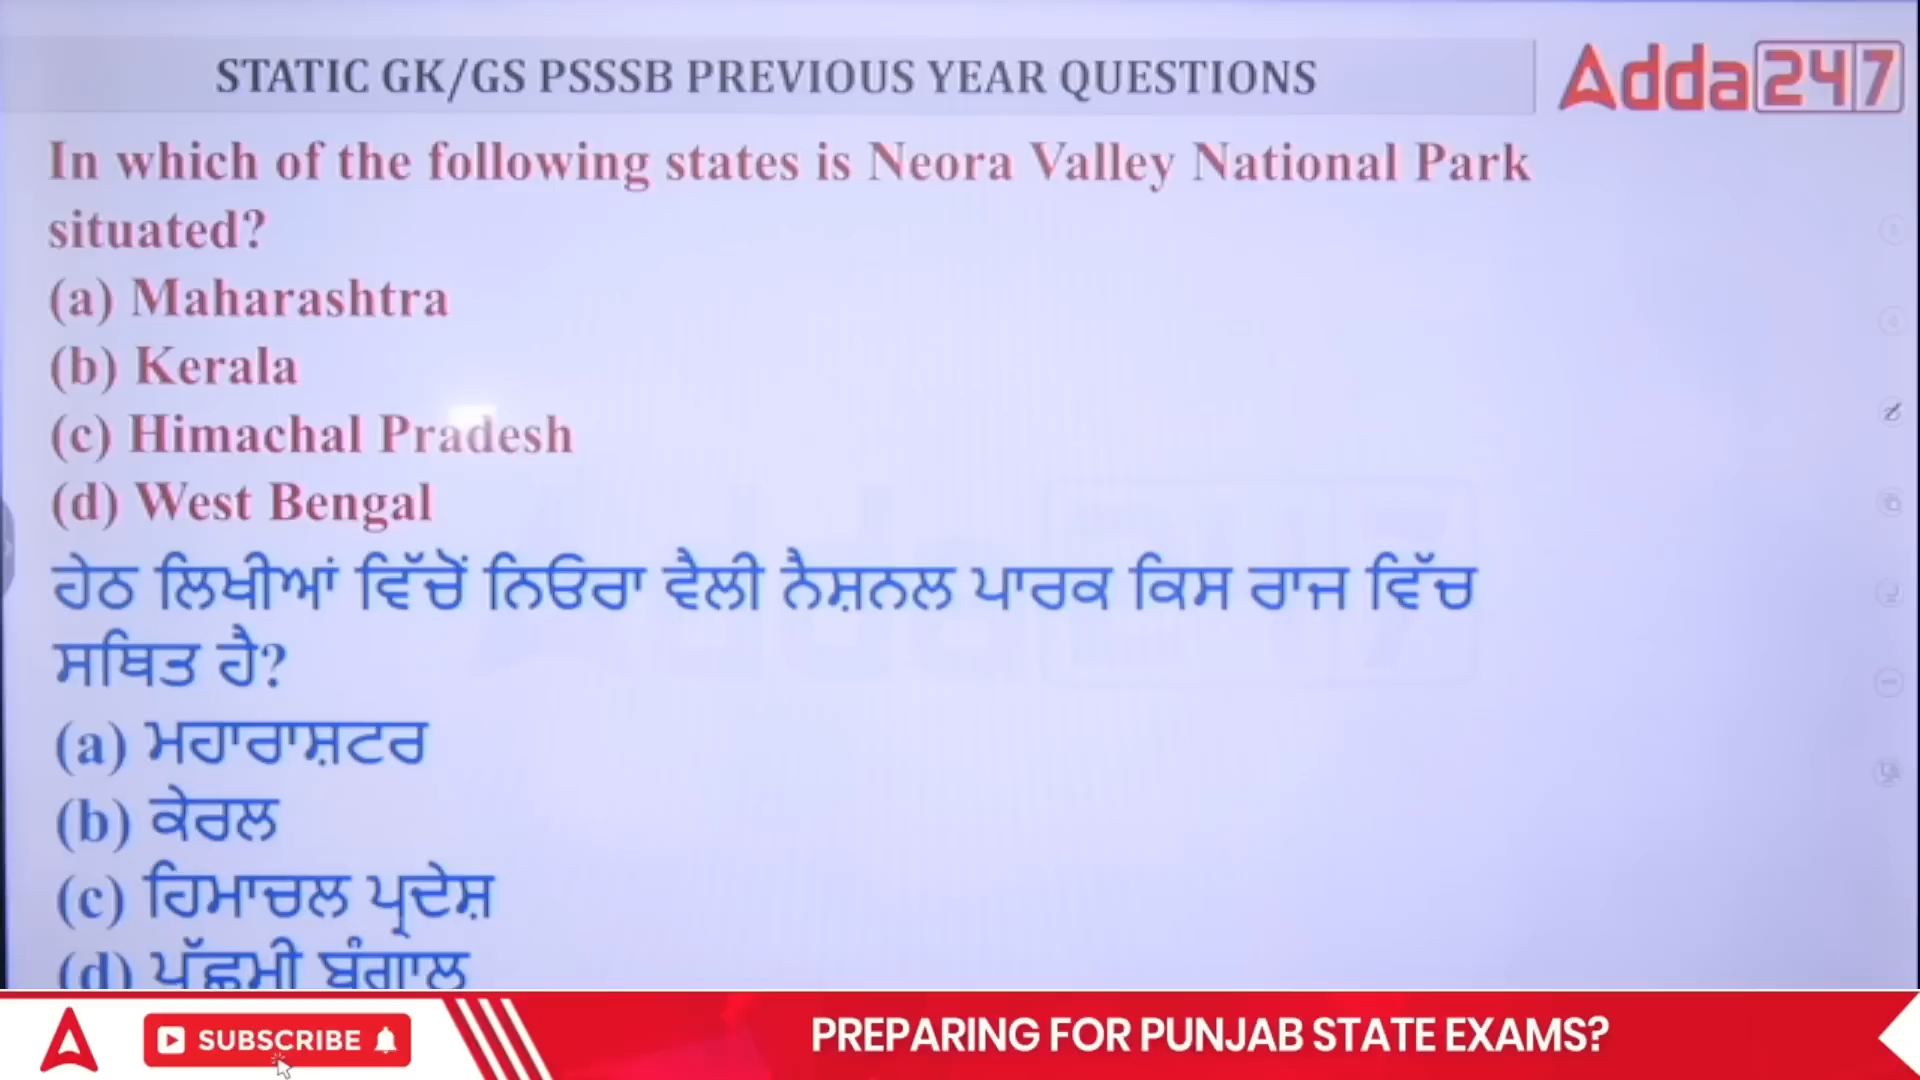 STATIC GK/GS PSSSB PREVIOUS YEAR QUESTIONS
Adda247
In which of the following states is Neora Valley National Park
situated?
(a) Maharashtra
(b) Kerala
(c) Himachal Pradesh
(d) West Bengal
ਹੇਠ ਲਿਖੀਆਂ ਵਿੱਚੋਂ ਨਿਓਰਾ ਵੈਲੀ ਨੈਸ਼ਨਲ ਪਾਰਕ ਕਿਸ ਰਾਜ ਵਿੱਚ
ਸਥਿਤ ਹੈ?
(a) ਮਹਾਰਾਸ਼ਟਰ
(b) ਕੇਰਲ
(c) ਹਿਮਾਚਲ ਪ੍ਰਦੇਸ਼
(d) ਪੱਛਮੀ ਬੰਗਾਲ
SUBSCRIBE
PREPARING FOR PUNJAB STATE EXAMS?